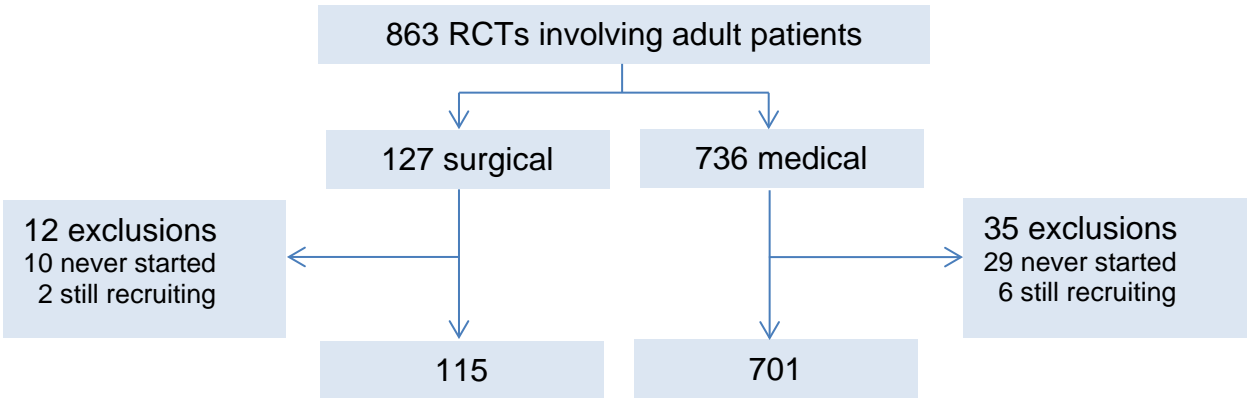 863 RCTs involving adult patients
127 surgical
736 medical
12 exclusions
10 never started
2 still recruiting
35 exclusions
29 never started
6 still recruiting
115
701